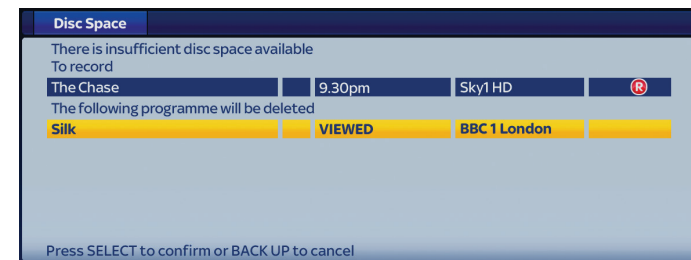 Disc Space
There is insufficient disc space available
To record
The Chase 9.30pm Sky1 HD R
The following programme will be deleted
Silk VIEWED BBC 1 London
Press SELECT to confirm or BACK UP to cancel